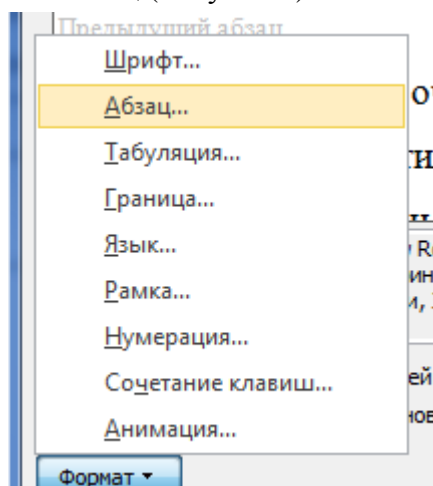 Предыдущий абзац
Шрифт...
Абзац...
Табуляция...
Граница...
Язык...
Рамка...
Нумерация...
Сочетание клавиш...
Анимация...
Формат